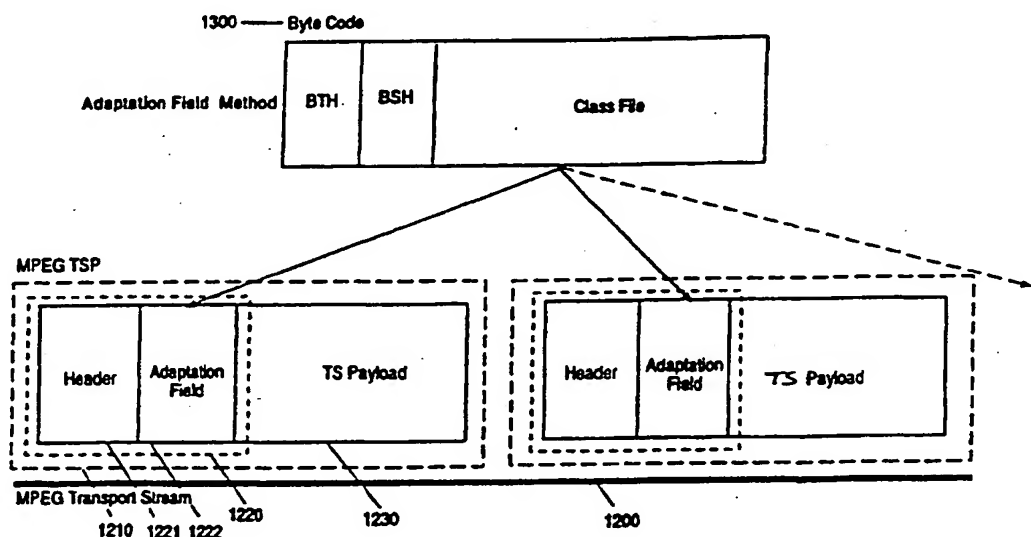 1300 Byte Code
Adaptation Field Method
BTH
BSH
Class File
MPEG TSP
Header
Adaptation
Field
TS Payload
Header
Adaptation
Field
TS Payload
MPEG Transport Stream
1210
1221
1222
1220
1230
1200